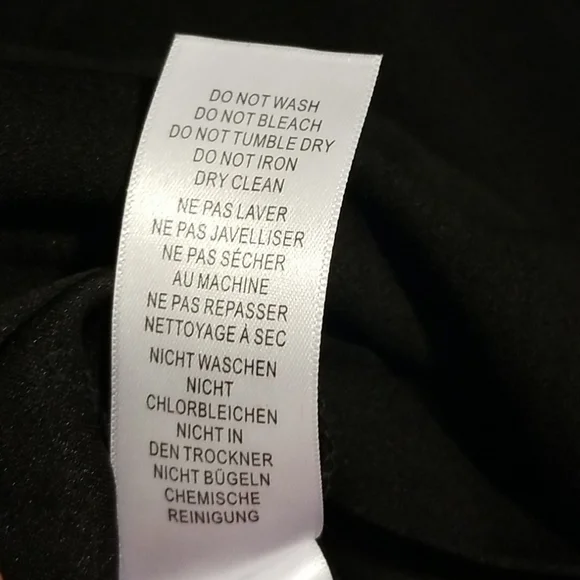 DO NOT WASH
DO NOT BLEACH
DO NOT TUMBLE DRY
DO NOT IRON
DRY CLEAN
NE PAS LAVER
NE PAS JAVELLISER
NE PAS SÉCHER
AU MACHINE
NE PAS REPASSER
NETTOYAGE À SEC
NICHT WASCHEN
NICHT
CHLORBLEICHEN
NICHT IN
DEN TROCKNER
NICHT BÜGELN
CHEMISCHE
REINIGUNG